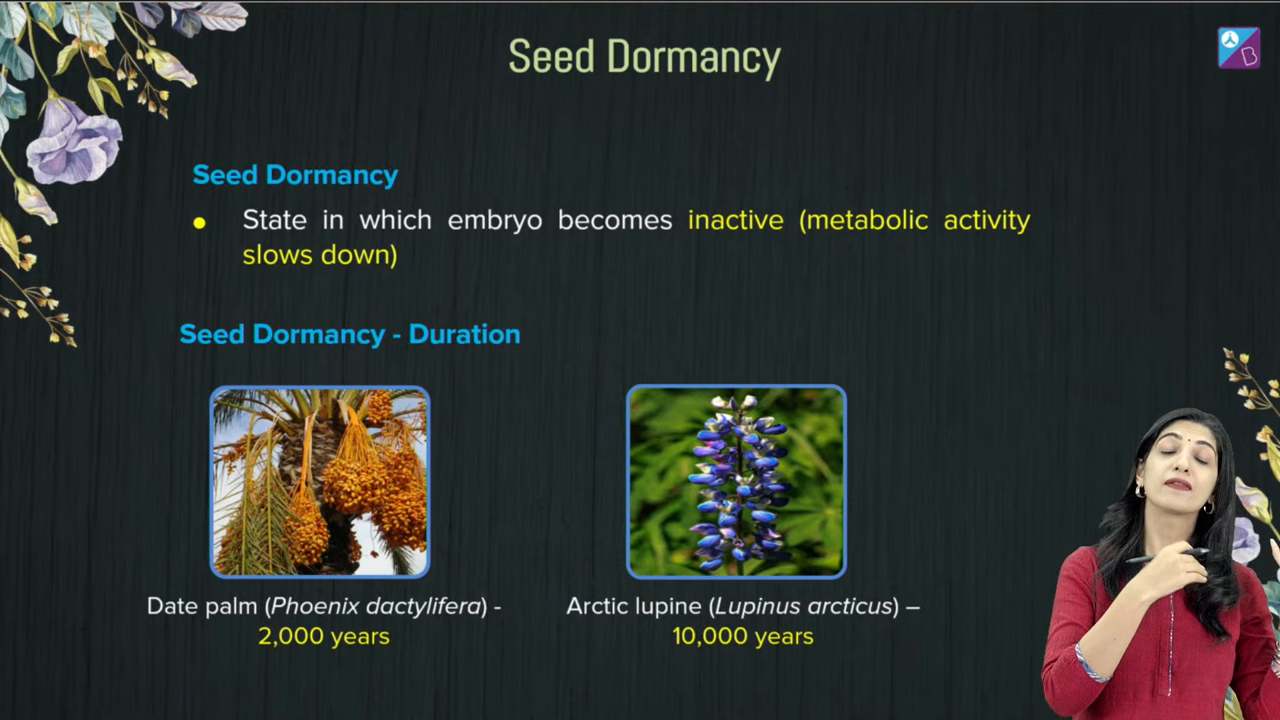 Seed Dormancy
B
Seed Dormancy
• State in which embryo becomes inactive (metabolic activity
slows down)
Seed Dormancy - Duration
Date palm (Phoenix dactylifera) -
2,000 years
Arctic lupine (Lupinus arcticus) –
10,000 years